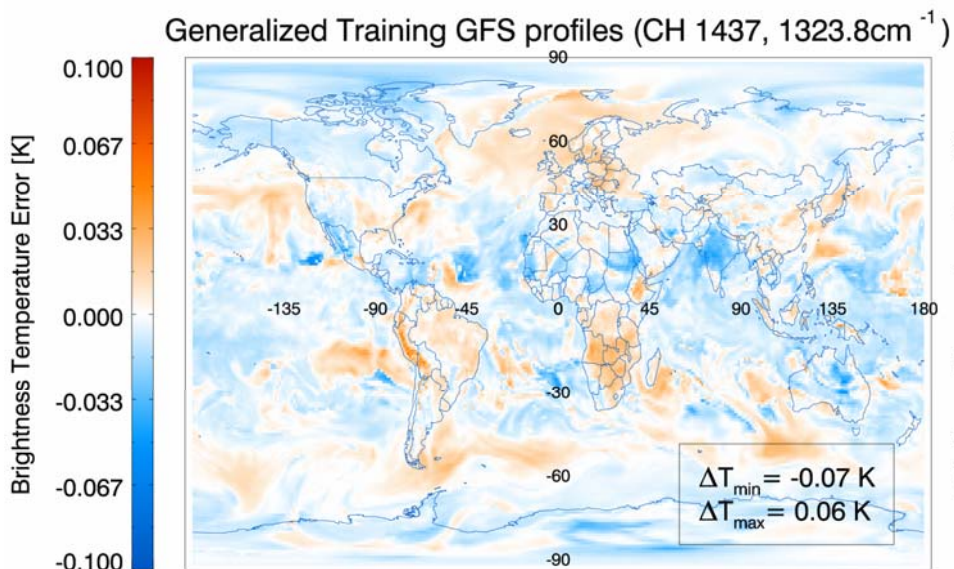 Generalized Training GFS profiles (CH 1437, 1323.8cm⁻¹)
Brightness Temperature Error [K]
0.100
0.067
0.033
0.000
-0.033
-0.067
-0.100
90
60
30
-135 -90 -45 0 45 90 135 180
-30
-60
-90
ΔTmin = -0.07 K
ΔTmax = 0.06 K